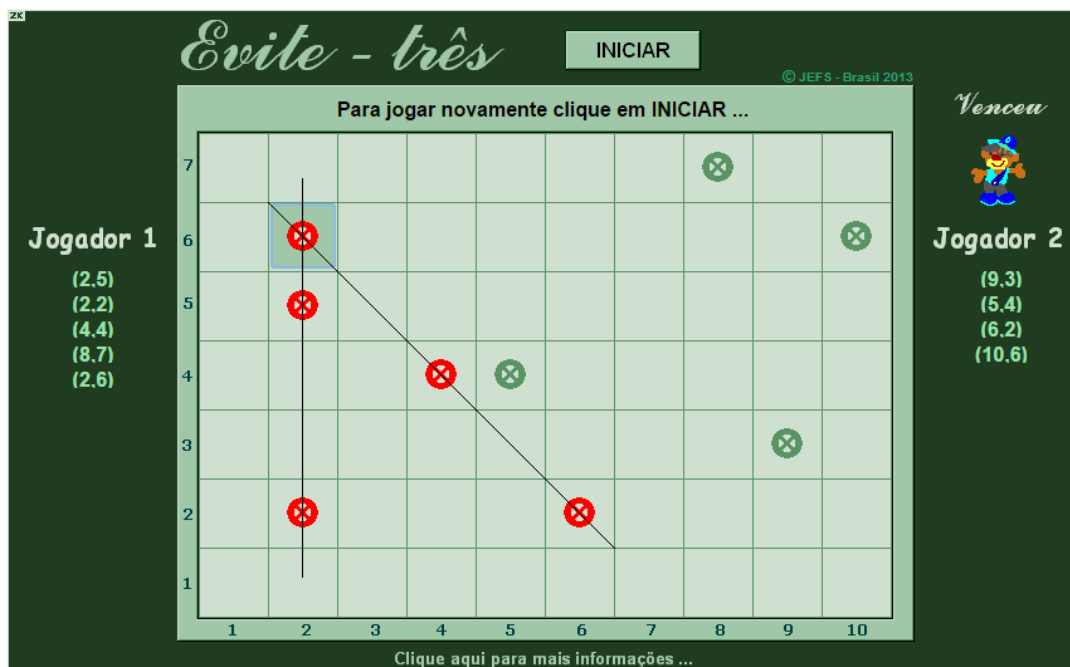 ZK
Evite - três
INICIAR
© JEFS - Brasil 2013
Para jogar novamente clique em INICIAR ...
Venceu
Jogador 1
(2,5)
(2,2)
(4,4)
(8,7)
(2,6)
Jogador 2
(9,3)
(5,4)
(6,2)
(10,6)
7
6
5
4
3
2
1
1 2 3 4 5 6 7 8 9 10
Clique aqui para mais informações ...